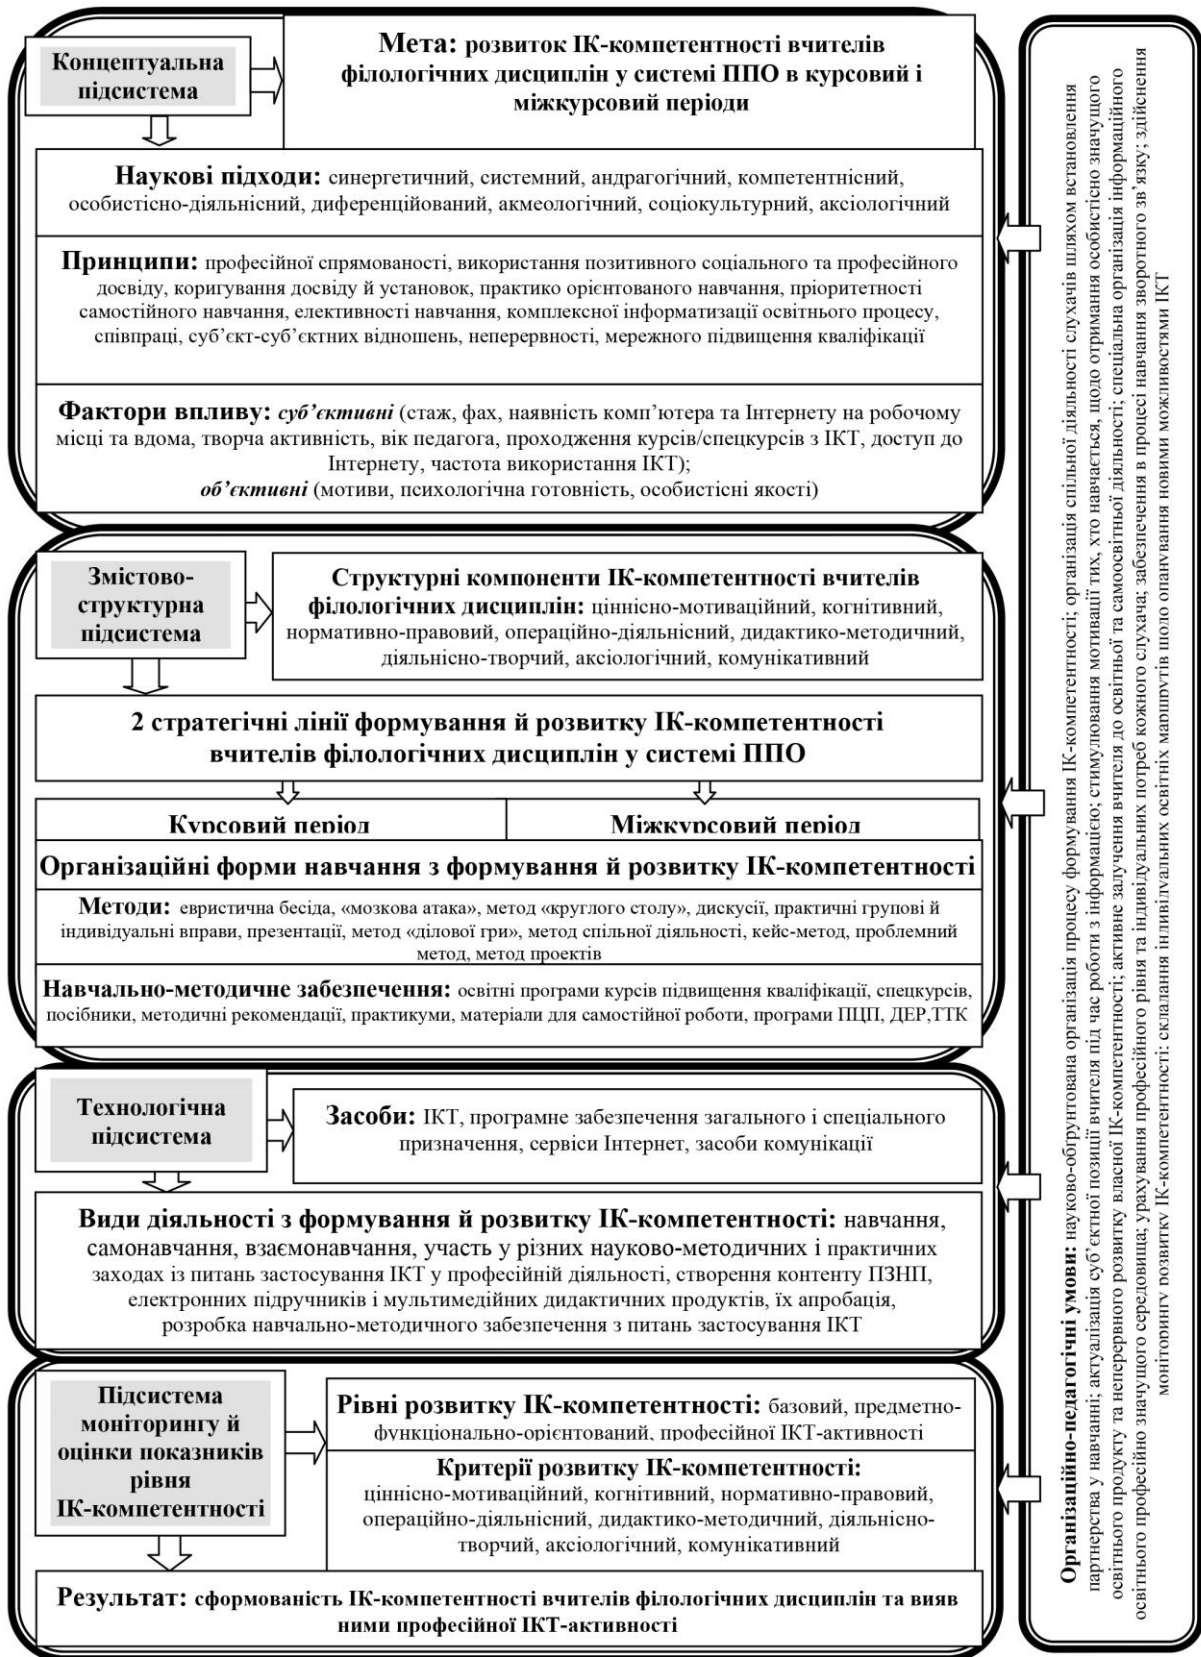 Концептуальна
підсистема
Мета: розвиток ІК-компетентності вчителів
філологічних дисциплін у системі ППО в курсовий і
міжкурсовий періоди
Наукові підходи: синергетичний, системний, андрагогічний, компетентнісний,
особистісно-діяльнісний, диференційований, акмеологічний, соціокультурний, аксіологічний
Принципи: професійної спрямованості, використання позитивного соціального та професійного
досвіду, коригування досвіду й установок, практико орієнтованого навчання, пріоритетності
самостійного навчання, елективності навчання, комплексної інформатизації освітнього процесу,
співпраці, суб’єкт-суб’єктних відношень, неперервності, мережного підвищення кваліфікації
Фактори впливу: суб’єктивні (стаж, фах, наявність комп’ютера та Інтернету на робочому
місці та вдома, творча активність, вік педагога, проходження курсів/спецкурсів з ІКТ, доступ до
Інтернету, частота використання ІКТ);
об’єктивні (мотиви, психологічна готовність, особистісні якості)
Змістово-
структурна
підсистема
Структурні компоненти ІК-компетентності вчителів
філологічних дисциплін: ціннісно-мотиваційний, когнітивний,
нормативно-правовий, операційно-діяльнісний, дидактико-методичний,
діяльнісно-творчий, аксіологічний, комунікативний
2 стратегічні лінії формування й розвитку ІК-компетентності
вчителів філологічних дисциплін у системі ППО
Курсовий період
Міжкурсовий період
Організаційні форми навчання з формування й розвитку ІК-компетентності
Методи: евристична бесіда, «мозкова атака», метод «круглого столу», дискусії, практичні групові й
індивідуальні вправи, презентації, метод «ділової гри», метод спільної діяльності, кейс-метод, проблемний
метод, метод проектів
Навчально-методичне забезпечення: освітні програми курсів підвищення кваліфікації, спецкурсів,
посібники, методичні рекомендації, практикуми, матеріали для самостійної роботи, програми ПЦП, ДЕР,ТТК
Технологічна
підсистема
Засоби: ІКТ, програмне забезпечення загального і спеціального
призначення, сервіси Інтернет, засоби комунікації
Види діяльності з формування й розвитку ІК-компетентності: навчання,
самонавчання, взаємонавчання, участь у різних науково-методичних і практичних
заходах із питань застосування ІКТ у професійній діяльності, створення контенту ПЗНП,
електронних підручників і мультимедійних дидактичних продуктів, їх апробація,
розробка навчально-методичного забезпечення з питань застосування ІКТ
Підсистема
моніторингу й
оцінки показників
рівня
ІК-компетентності
Рівні розвитку ІК-компетентності: базовий, предметно-
функціонально-орієнтований, професійної ІКТ-активності
Критерії розвитку ІК-компетентності:
ціннісно-мотиваційний, когнітивний, нормативно-правовий,
операційно-діяльнісний, дидактико-методичний, діяльнісно-
творчий, аксіологічний, комунікативний
Результат: сформованість ІК-компетентності вчителів філологічних дисциплін та вияв
ними професійної ІКТ-активності
Організаційно-педагогічні умови: науково-обґрунтована організація процесу формування ІК-компетентності; організація спільної діяльності слухачів шляхом встановлення
партнерства у навчанні; актуалізація суб’єктної позиції вчителя під час роботи з інформацією; стимулювання мотивації тих, хто навчається, щодо отримання особистісно значущого
освітнього продукту та неперервного розвитку власної ІК-компетентності; активне залучення вчителя до освітньої та самоосвітньої діяльності; спеціальна організація інформаційного
освітнього професійно значущого середовища; урахування професійного рівня та індивідуальних потреб кожного слухача; забезпечення в процесі навчання зворотного зв’язку; здійснення
моніторингу розвитку ІК-компетентності; складання індивідуальних освітніх маршрутів щодо опанування новими можливостями ІКТ